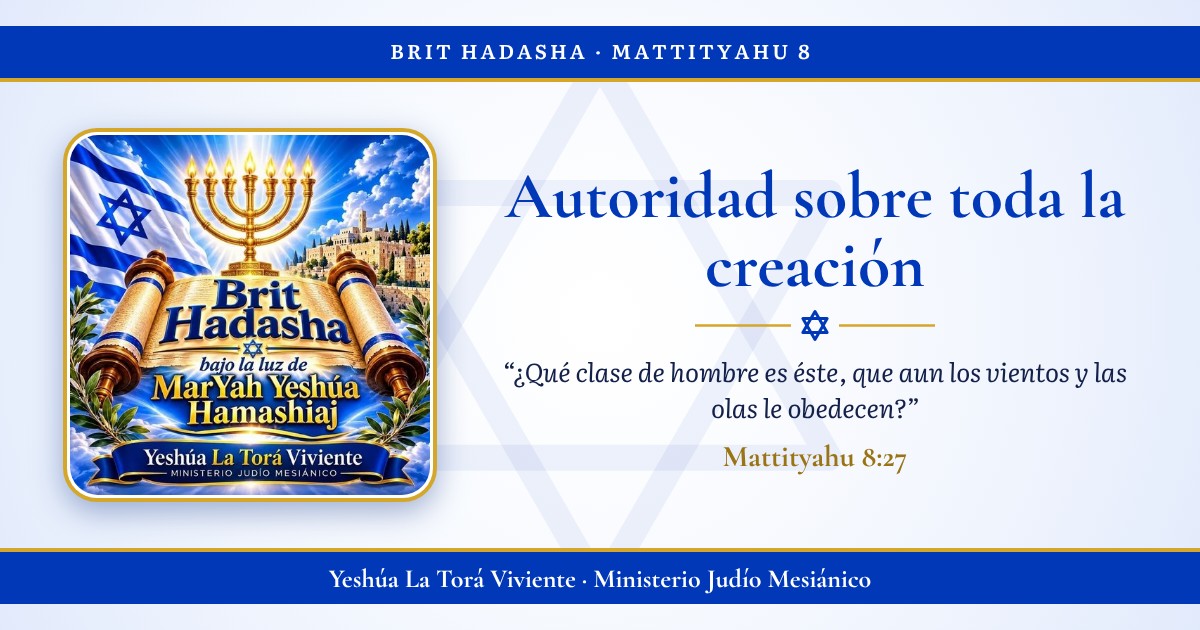 BRIT HADASHA · MATTITYAHU 8
Brit
Hadasha
bajo la luz de
MarYah Yeshúa
Hamashiaj
Yeshúa La Torá Viviente
MINISTERIO JUDÍO MESIÁNICO
Autoridad sobre toda la
creación
“¿Qué clase de hombre es éste, que aun los vientos y las
olas le obedecen?”
Mattityahu 8:27
Yeshúa La Torá Viviente · Ministerio Judío Mesiánico